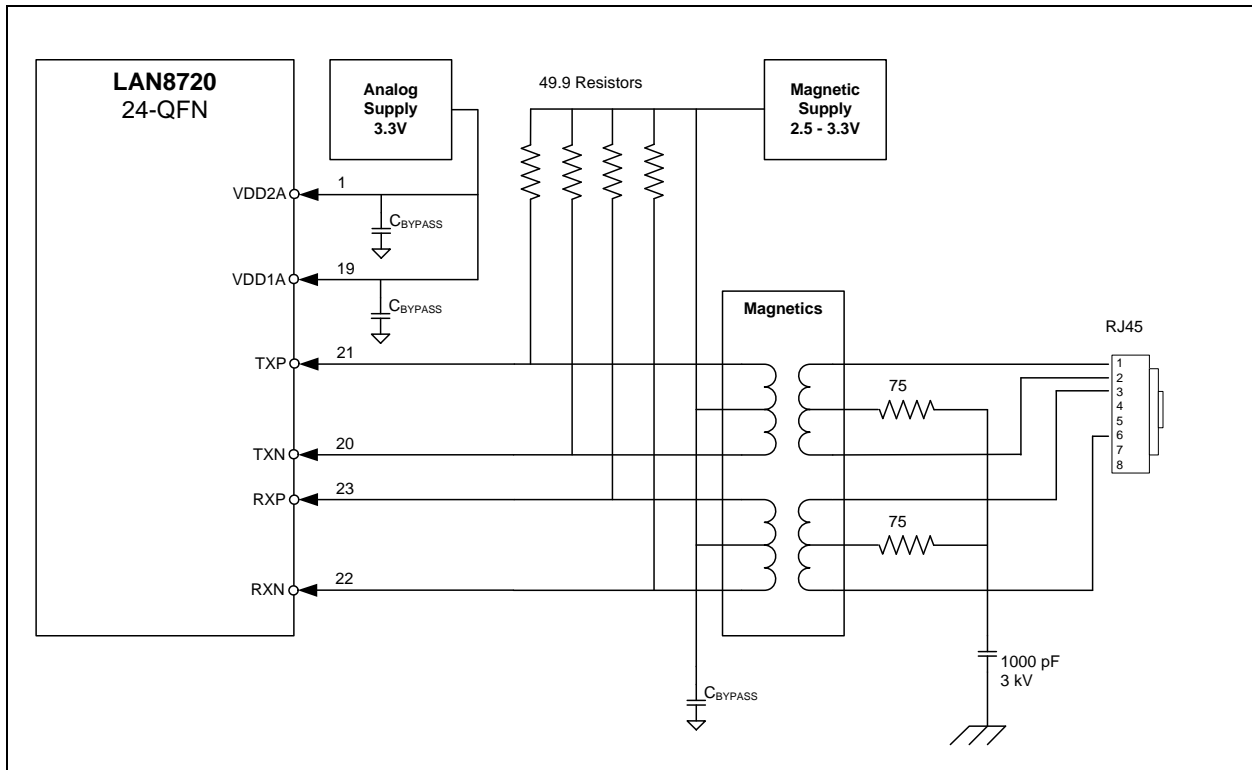 LAN8720
24-QFN
Analog
Supply
3.3V
49.9 Resistors
Magnetic
Supply
2.5 - 3.3V
VDD2A
1
CBYPASS
VDD1A
19
CBYPASS
Magnetics
RJ45
TXP
21
1
2
3
4
5
6
7
8
75
TXN
20
RXP
23
75
RXN
22
1000 pF
3 kV
CBYPASS